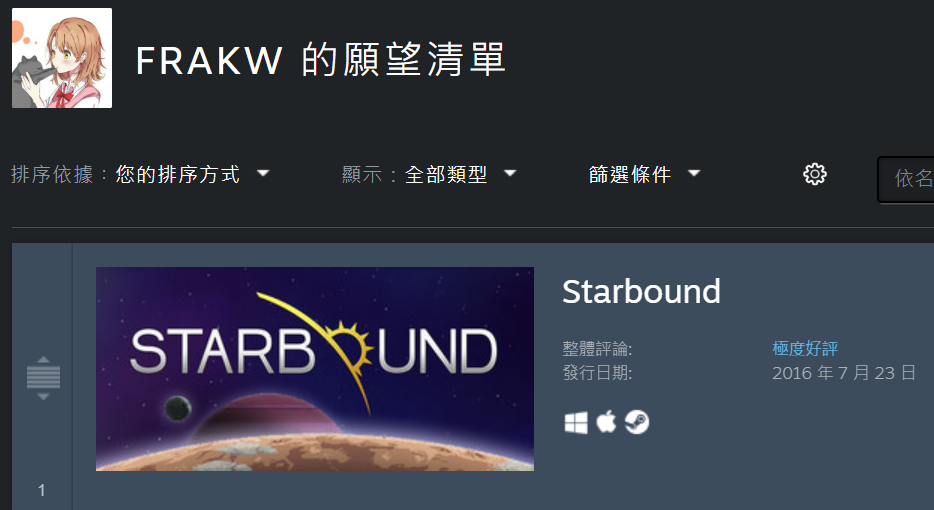 FRAKW 的願望清單
排序依據：您的排序方式 顯示：全部類型 篩選條件 依名
STARBOUND
Starbound
整體評論: 極度好評
發行日期: 2016 年 7 月 23 日
1